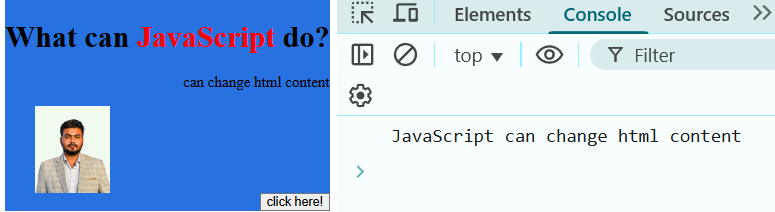 What can JavaScript do?
can change html content
click here!
Elements Console Sources
top Filter
JavaScript can change html content